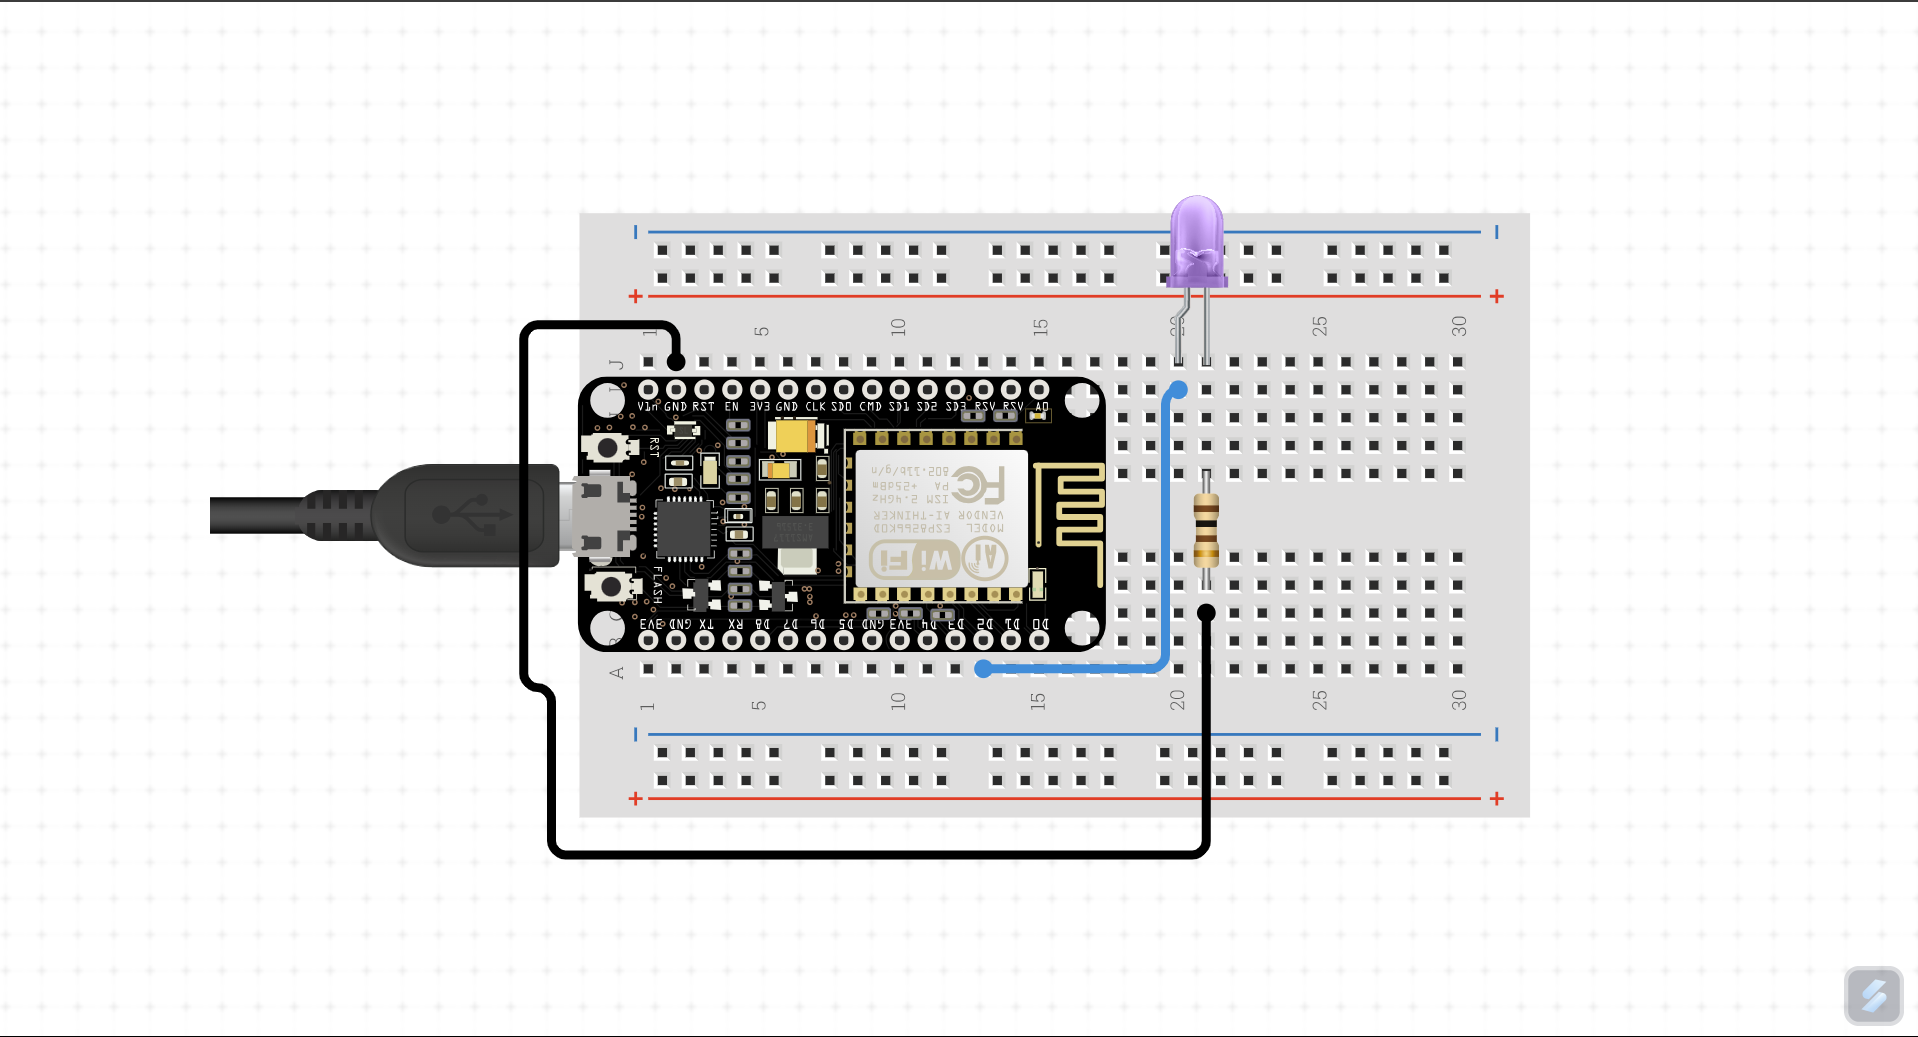 1 5 10 15 20 25 30
J
V1n GND RST EN 3V3 GND CLK SD0 CMD SD1 SD2 SD3 RSV RSV A0
RST
802.11b/g/n
PA +25dBm
ISM 2.4GHz
FC
VENDOR AI-THINKER
MODEL ESP8266MOD
Wi Fi
Ai
FLASH
3V3 GND TX RX D8 D7 D6 D5 GND 3V3 D4 D3 D2 D1 D0
A
1 5 10 15 20 25 30